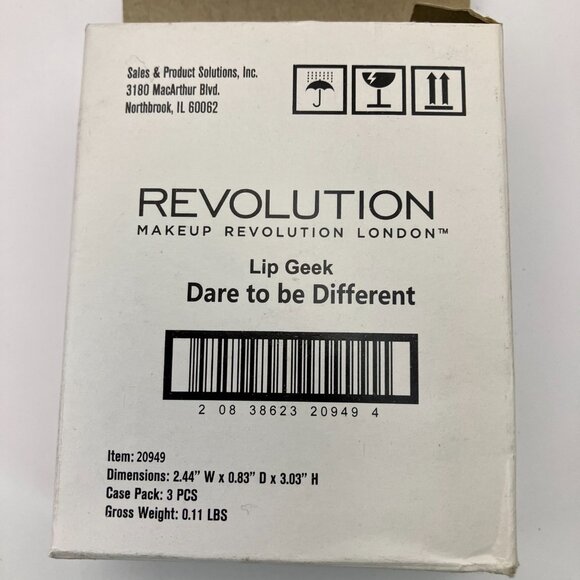 Sales & Product Solutions, Inc.
3180 MacArthur Blvd.
Northbrook, IL 60062
REVOLUTION
MAKEUP REVOLUTION LONDON™
Lip Geek
Dare to be Different
2 08 38623 20949 4
Item: 20949
Dimensions: 2.44” W x 0.83” D x 3.03” H
Case Pack: 3 PCS
Gross Weight: 0.11 LBS